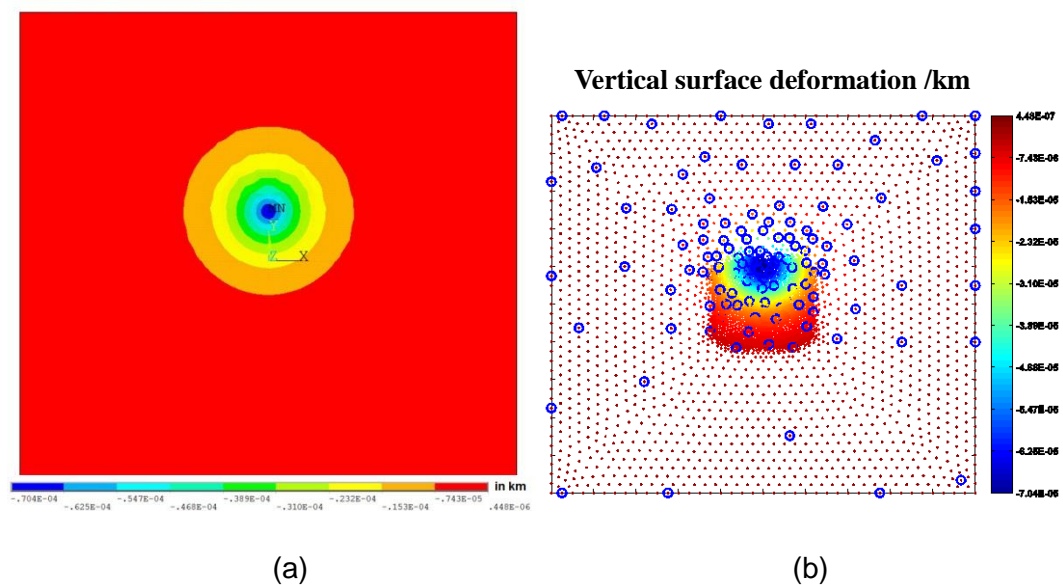 MN
Y
Z X
in km
-.704E-04 -.547E-04 -.389E-04 -.232E-04 -.743E-05
-.625E-04 -.468E-04 -.310E-04 -.153E-04 .448E-06
(a)
Vertical surface deformation /km
4.48E-07
-7.43E-06
-1.53E-05
-2.32E-05
-3.10E-05
-3.89E-05
-4.68E-05
-5.47E-05
-6.25E-05
-7.04E-05
(b)